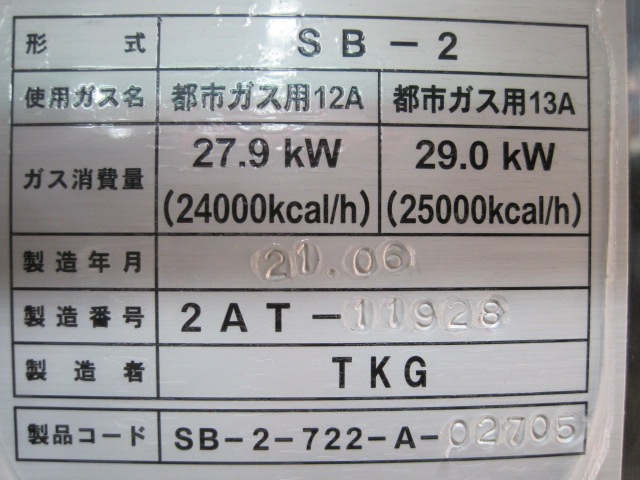 形 式 SB-2
使用ガス名 都市ガス用12A 都市ガス用13A
ガス消費量 27.9 kW 29.0 kW
(24000kcal/h) (25000kcal/h)
製造年月 21.06
製造番号 2AT-11928
製造者 TKG
製品コード SB-2-722-A-02705